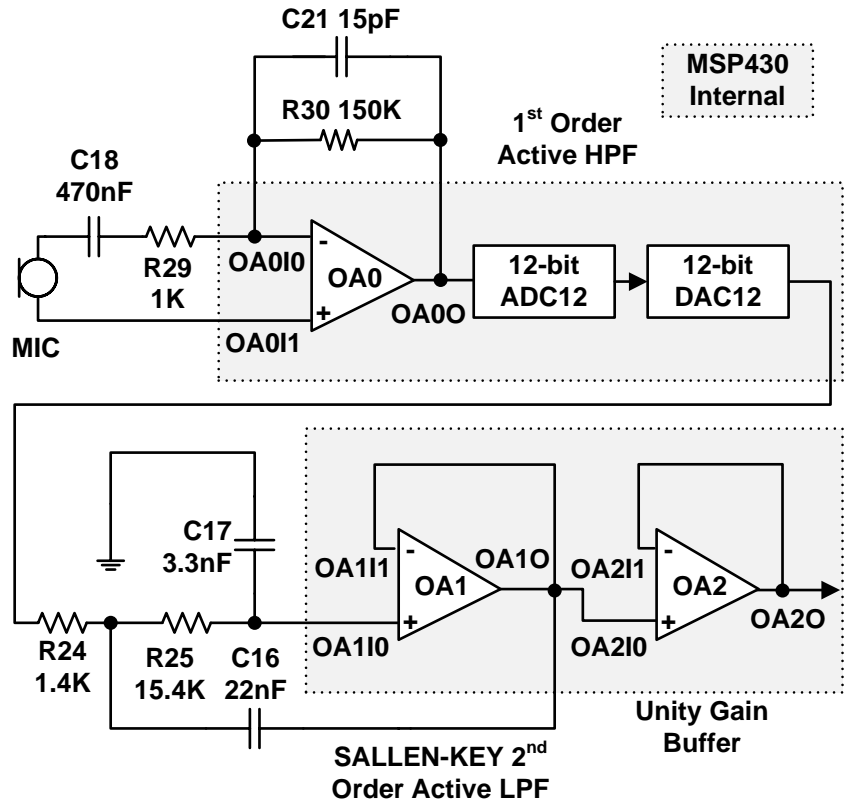 C21 15pF
R30 150K
MSP430
Internal
1st Order
Active HPF
C18
470nF
R29
1K
MIC
OA0I0
OA0I1
-
+
OA0
OA0O
12-bit
ADC12
12-bit
DAC12
C17
3.3nF
R24
1.4K
R25
15.4K
C16
22nF
OA1I1
OA1I0
-
+
OA1
OA1O
OA2I1
OA2I0
-
+
OA2
OA2O
SALLEN-KEY 2nd
Order Active LPF
Unity Gain
Buffer